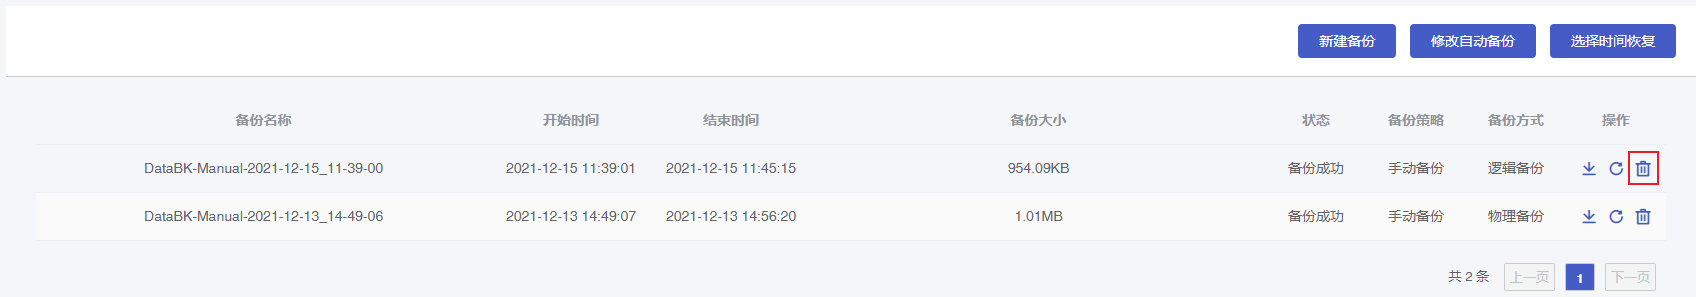 新建备份 修改自动备份 选择时间恢复
备份名称 开始时间 结束时间 备份大小 状态 备份策略 备份方式 操作
DataBK-Manual-2021-12-15_11-39-00 2021-12-15 11:39:01 2021-12-15 11:45:15 954.09KB 备份成功 手动备份 逻辑备份
DataBK-Manual-2021-12-13_14-49-06 2021-12-13 14:49:07 2021-12-13 14:56:20 1.01MB 备份成功 手动备份 物理备份
共 2 条 上一页 1 下一页